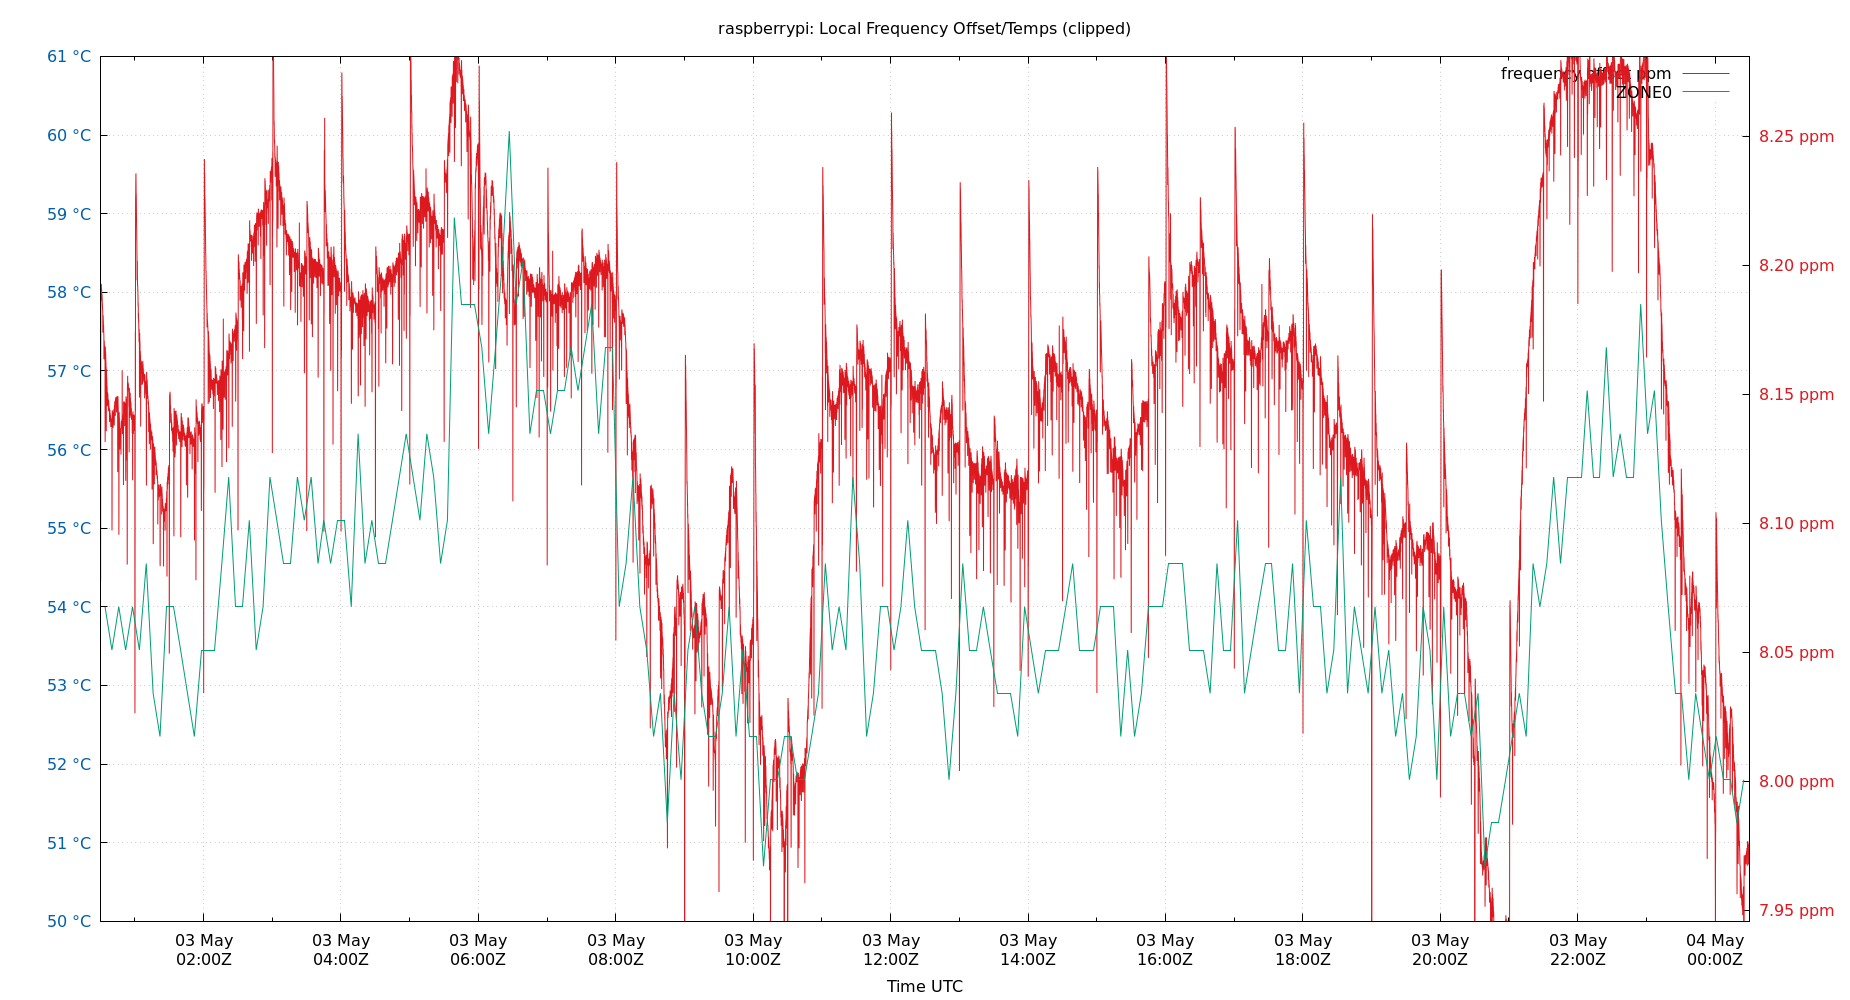 raspberrypi: Local Frequency Offset/Temps (clipped)
61 °C
60 °C
59 °C
58 °C
57 °C
56 °C
55 °C
54 °C
53 °C
52 °C
51 °C
50 °C
frequency offset ppm
ZONE0
8.25 ppm
8.20 ppm
8.15 ppm
8.10 ppm
8.05 ppm
8.00 ppm
7.95 ppm
03 May 03 May 03 May 03 May 03 May 03 May 03 May 03 May 03 May 03 May 03 May 04 May
02:00Z 04:00Z 06:00Z 08:00Z 10:00Z 12:00Z 14:00Z 16:00Z 18:00Z 20:00Z 22:00Z 00:00Z
Time UTC